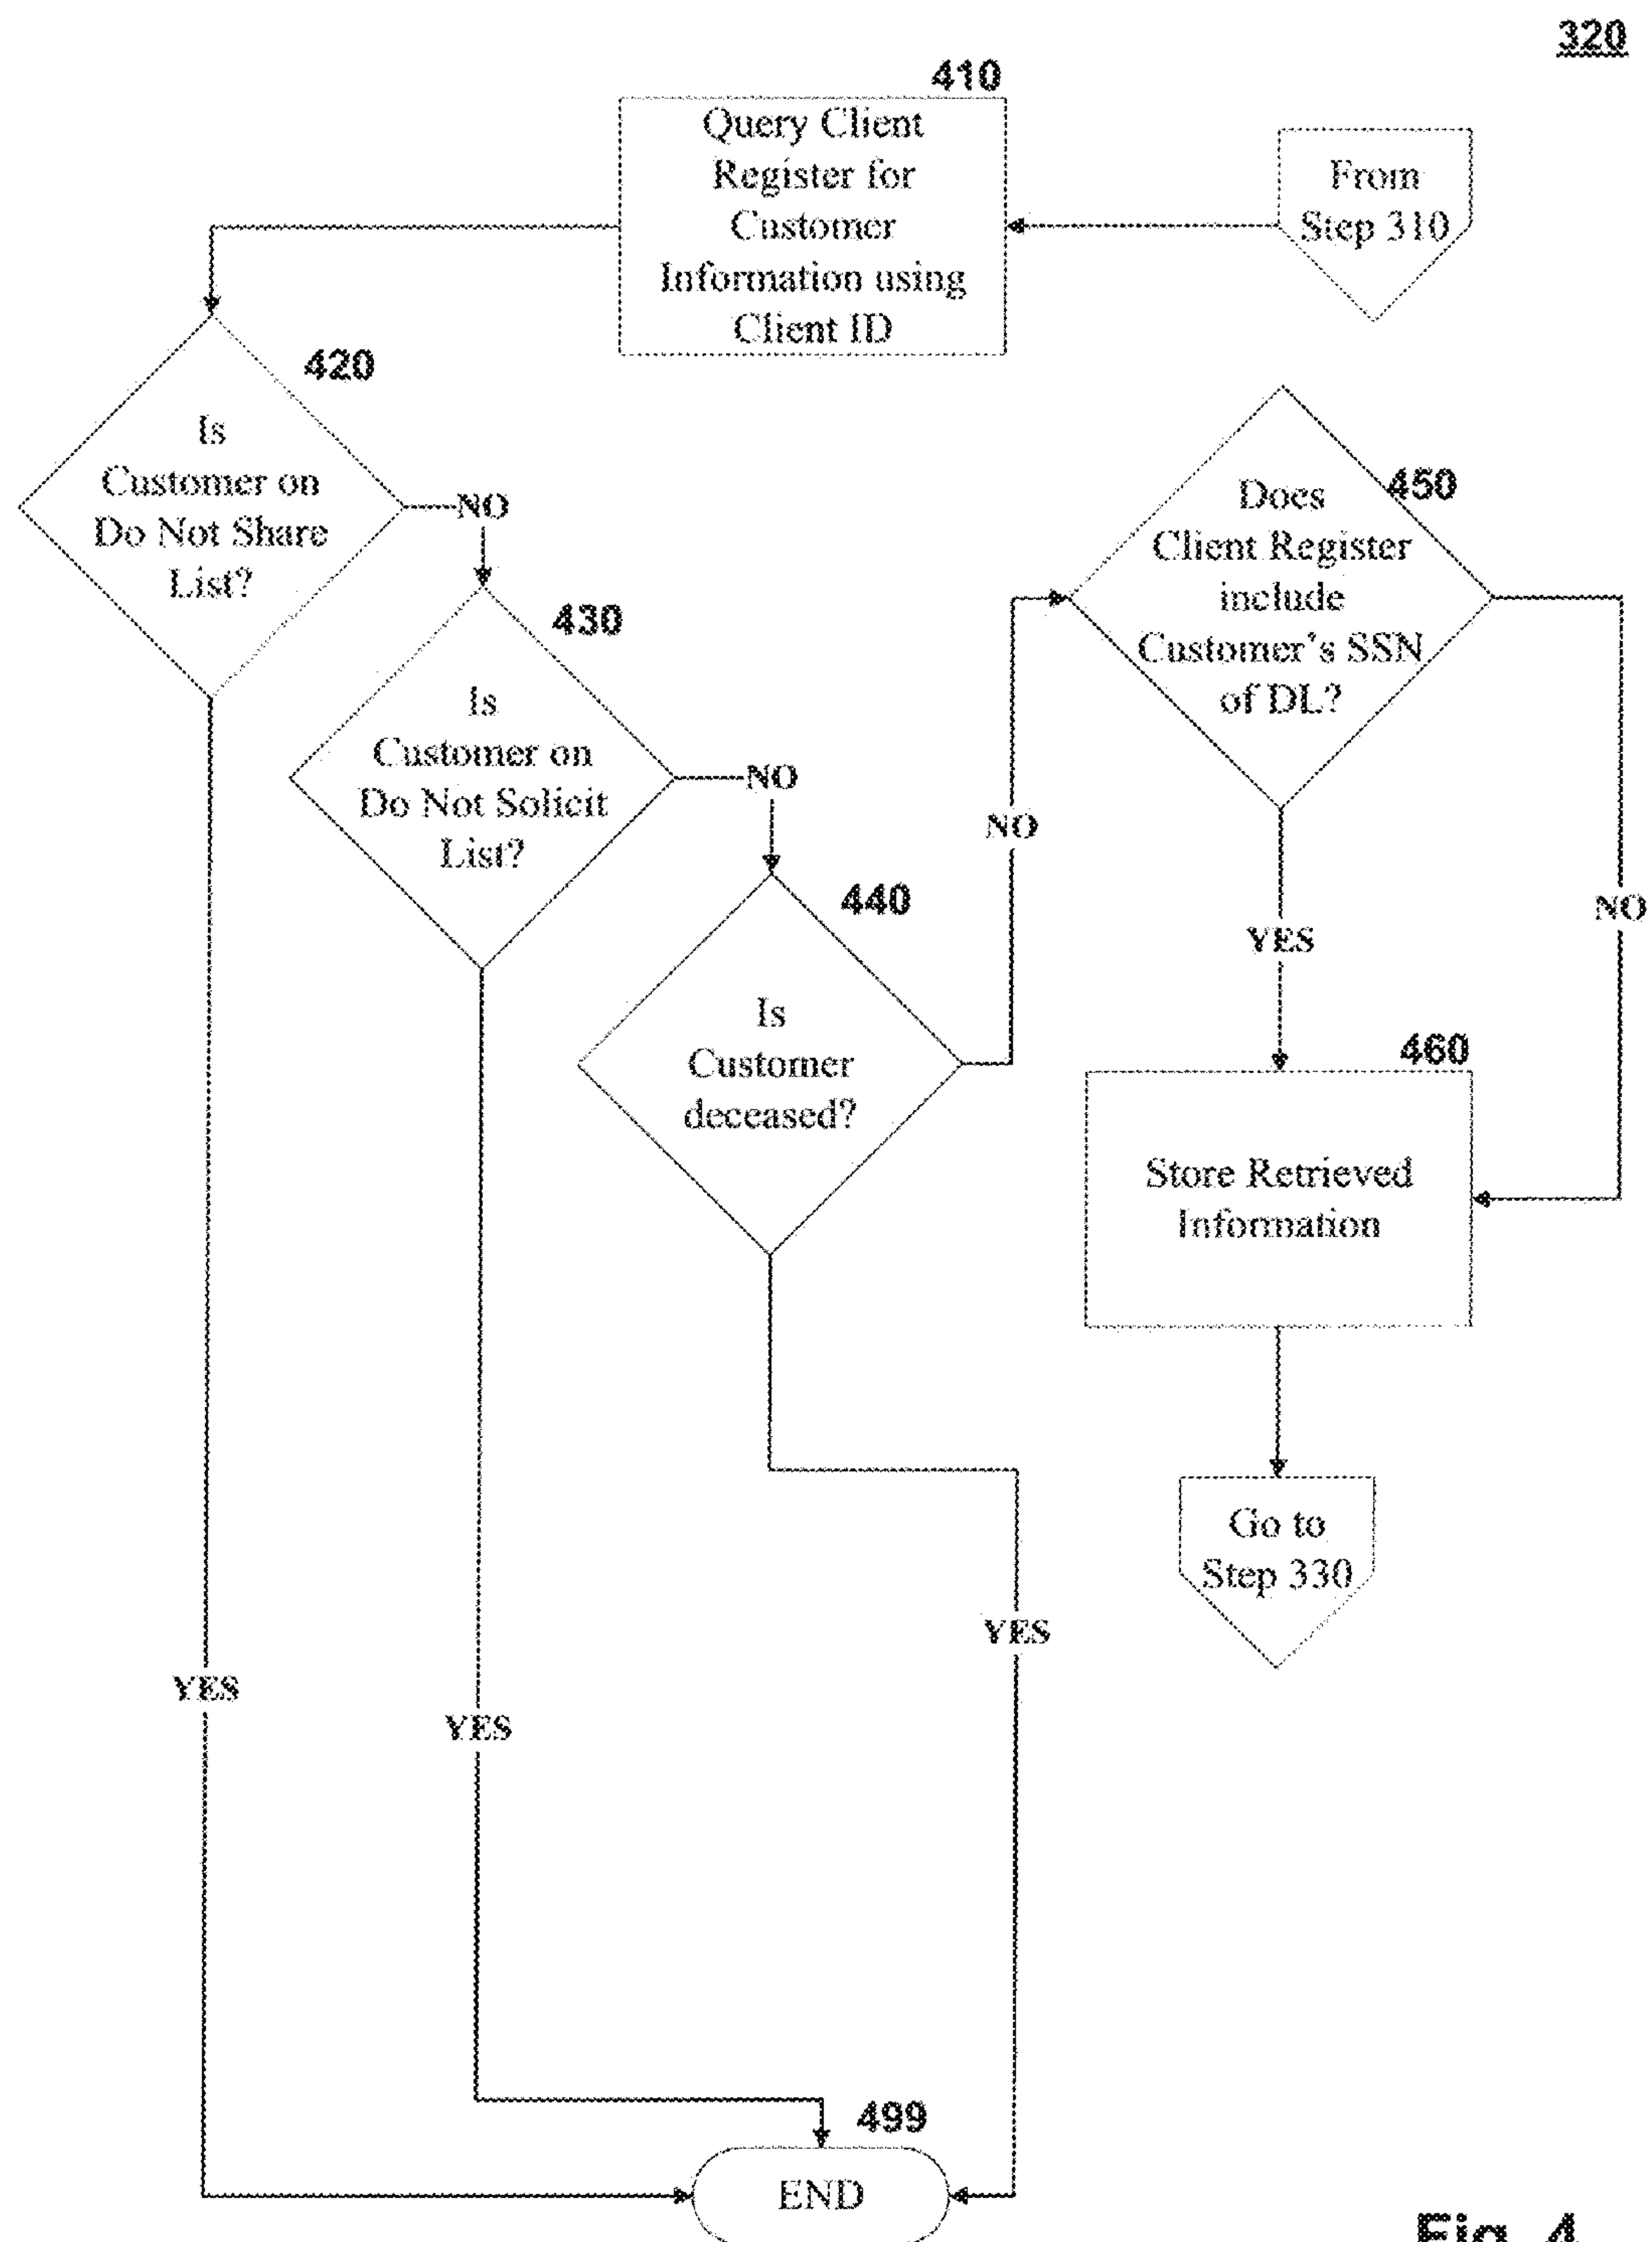 320
410
Query Client
Register for
Customer
Information using
Client ID
From
Step 310
420
Is
Customer on
Do Not Share
List?
NO
430
Is
Customer on
Do Not Solicit
List?
NO
440
Is
Customer
deceased?
NO
450
Does
Client Register
include
Customer's SSN
of DL?
YES
NO
460
Store Retrieved
Information
Go to
Step 330
YES
YES
YES
499
END
Fig. 4